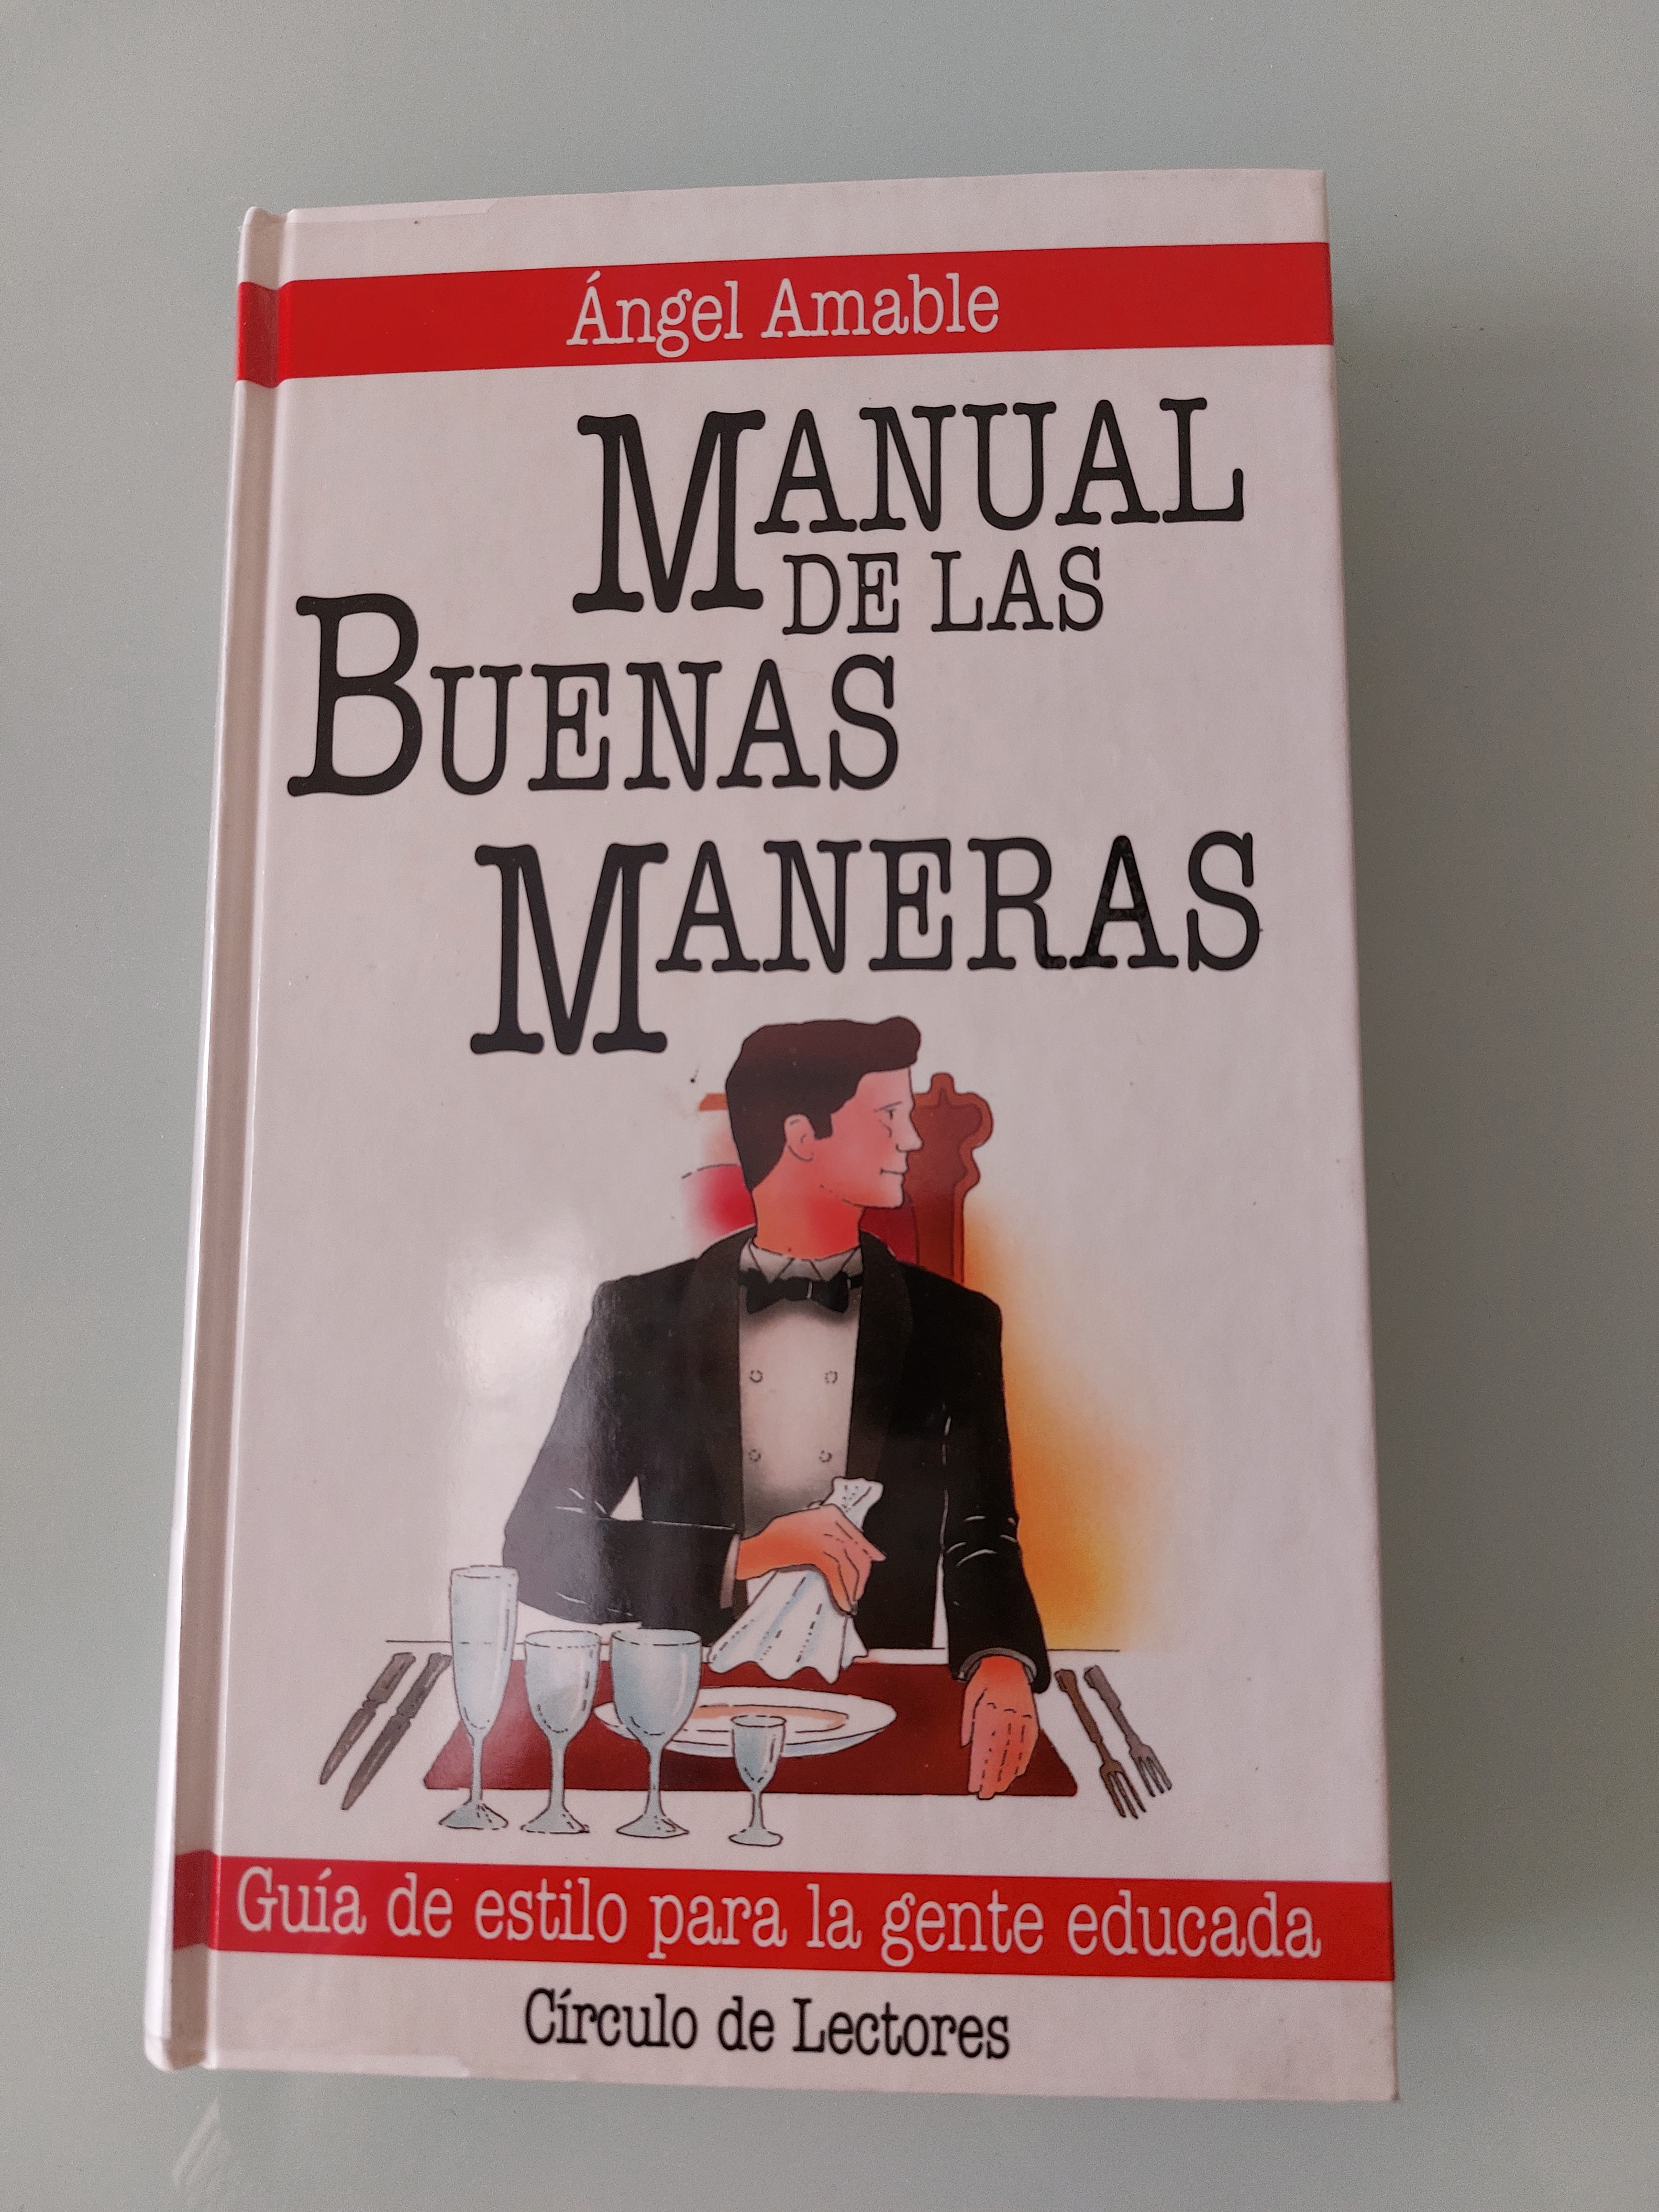 Ángel Amable
MANUAL
DE LAS
BUENAS
MANERAS
Guía de estilo para la gente educada
Círculo de Lectores